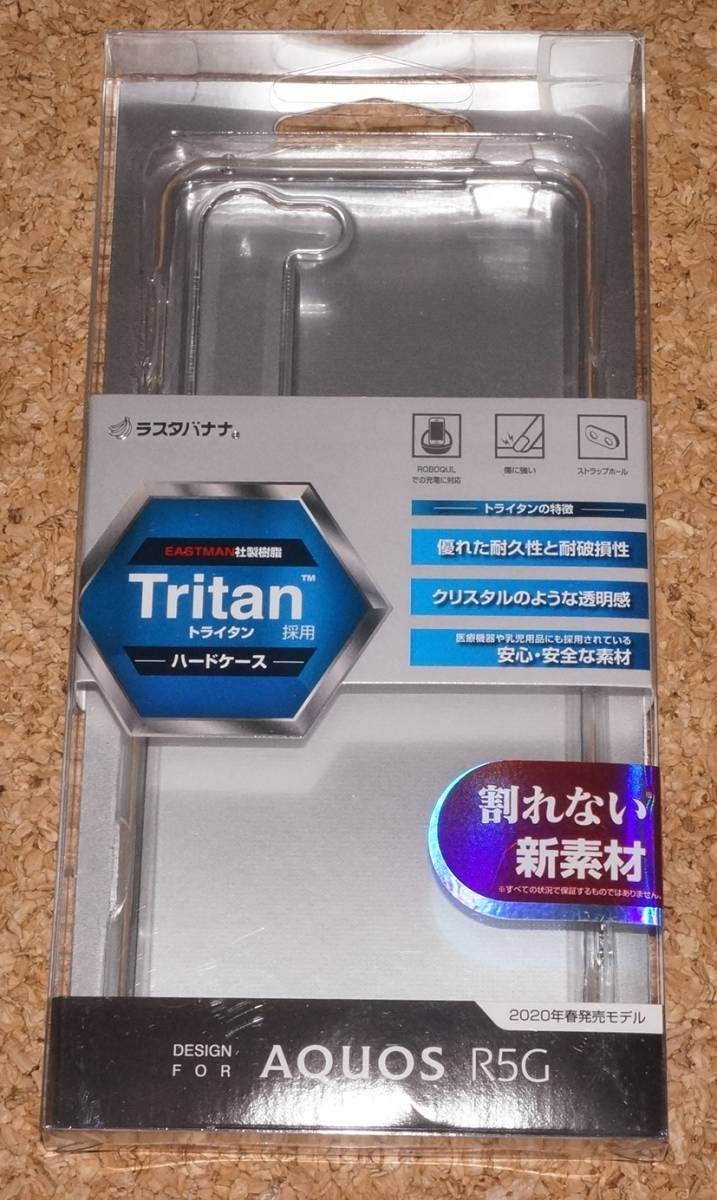 ラスタバナナ
ROBOQUL
での充電に対応
傷に強い
ストラップホール
EASTMAN社製樹脂
Tritan™
トライタン 採用
ハードケース
トライタンの特徴
優れた耐久性と耐破損性
クリスタルのような透明感
医療機器や乳児用品にも採用されている
安心・安全な素材
割れない※
新素材
※すべての状況で保証するものではありません。
2020年春発売モデル
DESIGN
FOR AQUOS R5G